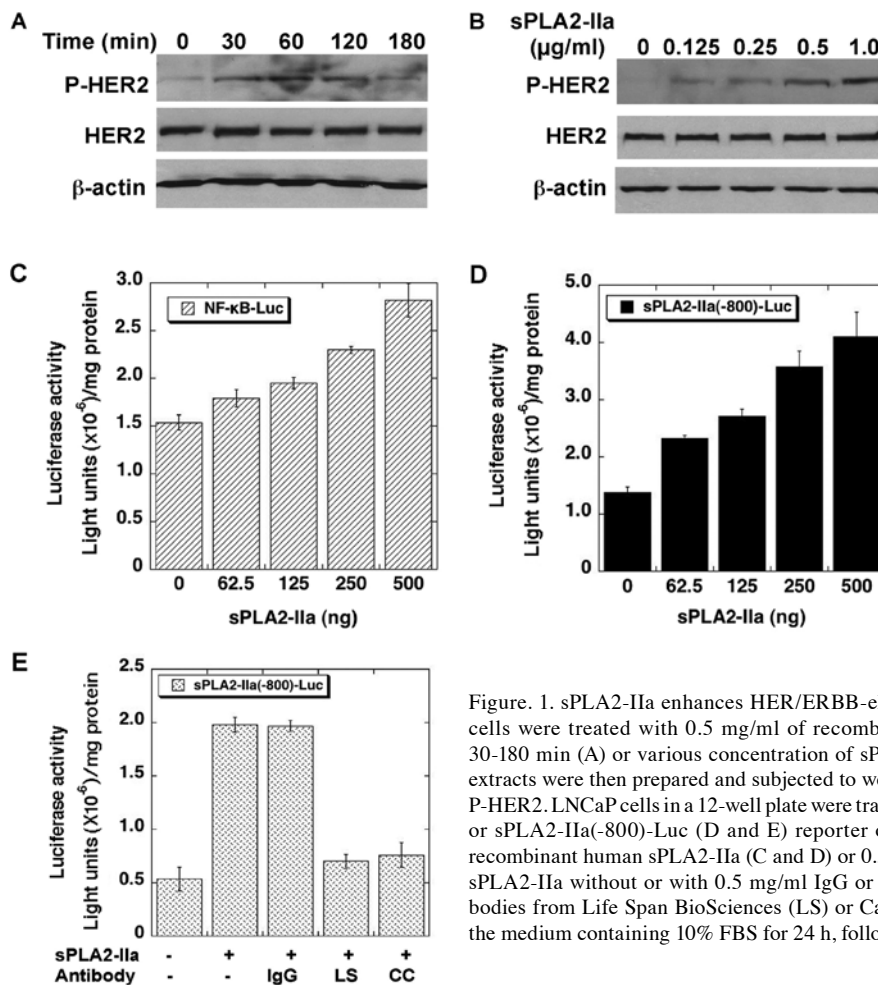 A
Time (min) 0 30 60 120 180
P-HER2
HER2
β-actin
B
sPLA2-IIa
(μg/ml) 0 0.125 0.25 0.5 1.0
P-HER2
HER2
β-actin
C
Luciferase activity
Light units (x10⁻⁶)/mg protein
3.0
2.5
2.0
1.5
1.0
0.5
0
NF-κB-Luc
0 62.5 125 250 500
sPLA2-IIa (ng)
D
Luciferase activity
Light units (x10⁻⁶)/mg protein
5.0
4.0
3.0
2.0
1.0
0
sPLA2-IIa(-800)-Luc
0 62.5 125 250 500
sPLA2-IIa (ng)
E
Luciferase activity
Light units (X10⁻⁶)/mg protein
2.5
2.0
1.5
1.0
0.5
0
sPLA2-IIa(-800)-Luc
sPLA2-IIa - + + + +
Antibody - - IgG LS CC
Figure. 1. sPLA2-IIa enhances HER/ERBB-el
cells were treated with 0.5 mg/ml of recomb
30-180 min (A) or various concentration of sP
extracts were then prepared and subjected to we
P-HER2. LNCaP cells in a 12-well plate were tra
or sPLA2-IIa(-800)-Luc (D and E) reporter c
recombinant human sPLA2-IIa (C and D) or 0.
sPLA2-IIa without or with 0.5 mg/ml IgG or
bodies from Life Span BioSciences (LS) or Ca
the medium containing 10% FBS for 24 h, follo